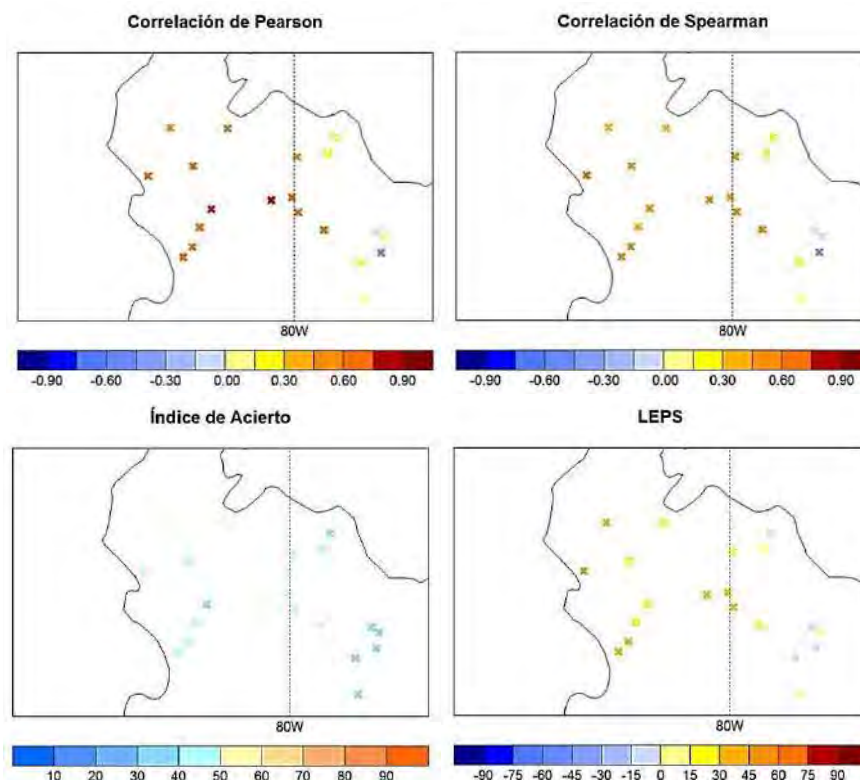 Correlación de Pearson
Correlación de Spearman
80W
80W
-0.90 -0.60 -0.30 0.00 0.30 0.60 0.90
-0.90 -0.60 -0.30 0.00 0.30 0.60 0.90
Índice de Acierto
LEPS
80W
80W
10 20 30 40 50 60 70 80 90
-90 -75 -60 -45 -30 -15 0 15 30 45 60 75 90